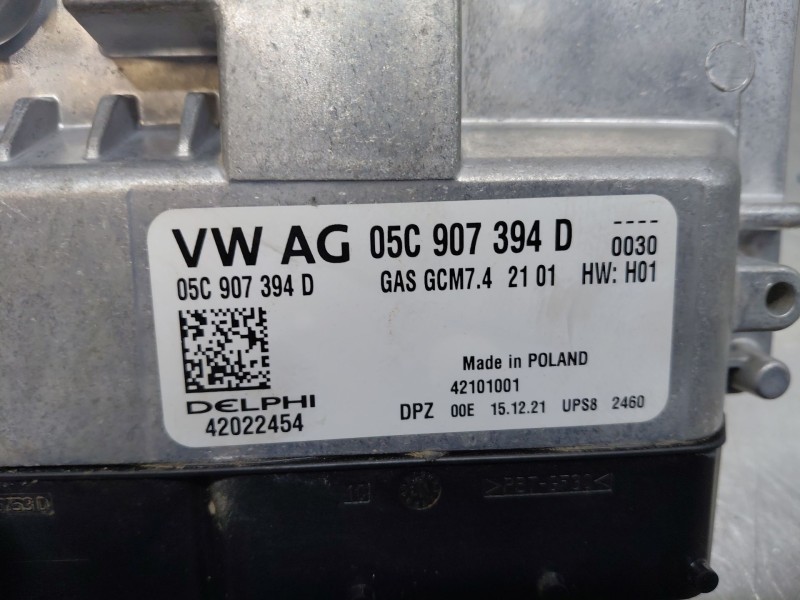 VW AG 05C 907 394 D ----
0030
05C 907 394 D GAS GCM7.4 21 01 HW: H01
Made in POLAND
42101001
DELPHI
42022454
DPZ 00E 15.12.21 UPS8 2460